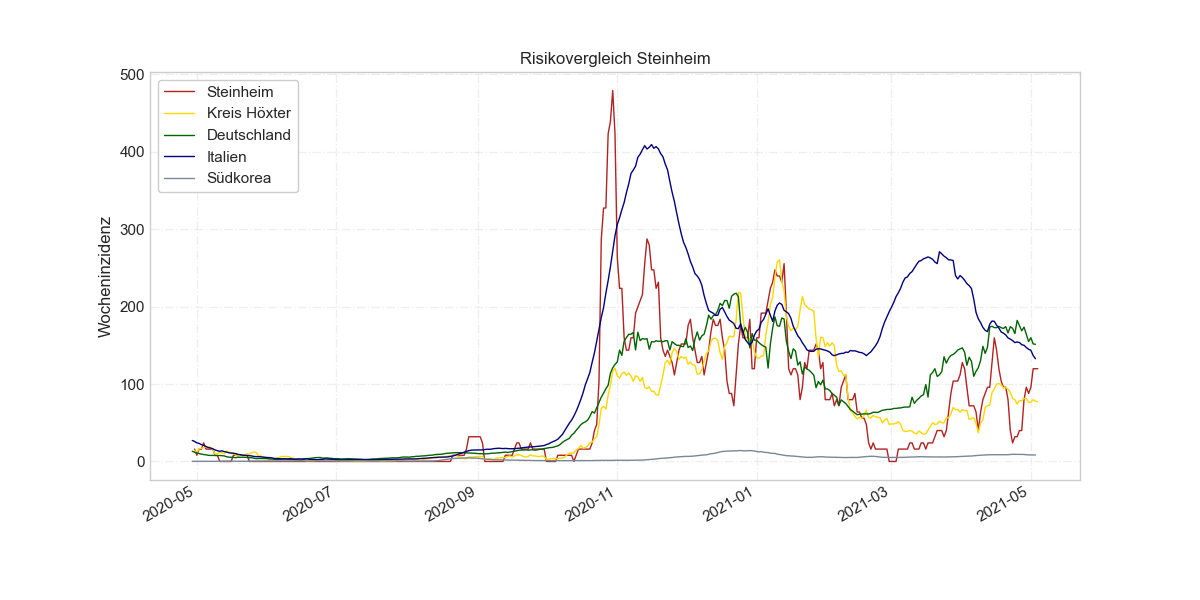 Risikovergleich Steinheim
Wocheninzidenz
500
400
300
200
100
0
Steinheim
Kreis Höxter
Deutschland
Italien
Südkorea
2020-05
2020-07
2020-09
2020-11
2021-01
2021-03
2021-05